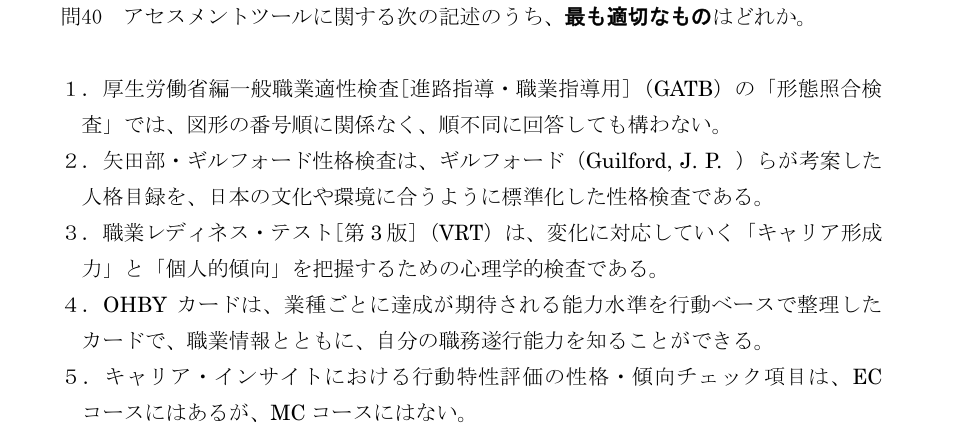 問40 アセスメントツールに関する次の記述のうち、最も適切なものはどれか。
１．厚生労働省編一般職業適性検査[進路指導・職業指導用]（GATB）の「形態照合検
査」では、図形の番号順に関係なく、順不同に回答しても構わない。
２．矢田部・ギルフォード性格検査は、ギルフォード（Guilford, J. P. ）らが考案した
人格目録を、日本の文化や環境に合うように標準化した性格検査である。
３．職業レディネス・テスト[第３版]（VRT）は、変化に対応していく「キャリア形成
力」と「個人的傾向」を把握するための心理学的検査である。
４．OHBY カードは、業種ごとに達成が期待される能力水準を行動ベースで整理した
カードで、職業情報とともに、自分の職務遂行能力を知ることができる。
５．キャリア・インサイトにおける行動特性評価の性格・傾向チェック項目は、EC
コースにはあるが、MC コースにはない。